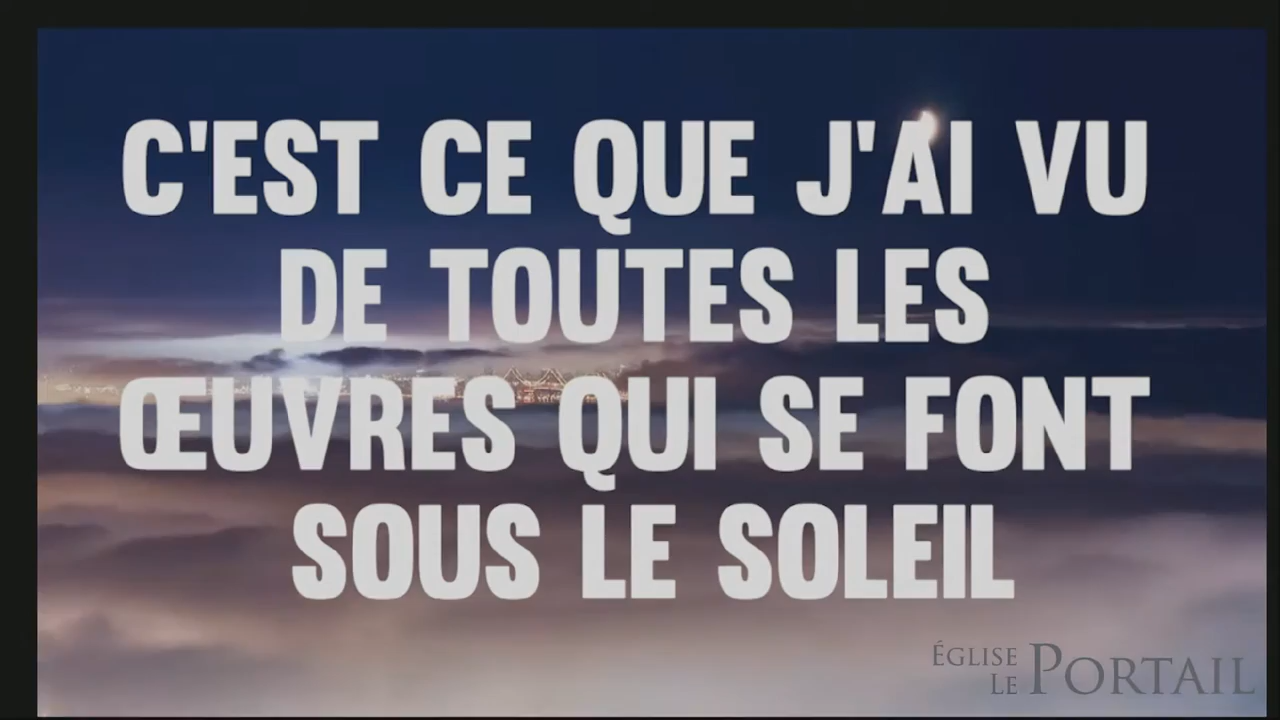 C'EST CE QUE J'AI VU
DE TOUTES LES
ŒUVRES QUI SE FONT
SOUS LE SOLEIL
ÉGLISE
LE PORTAIL